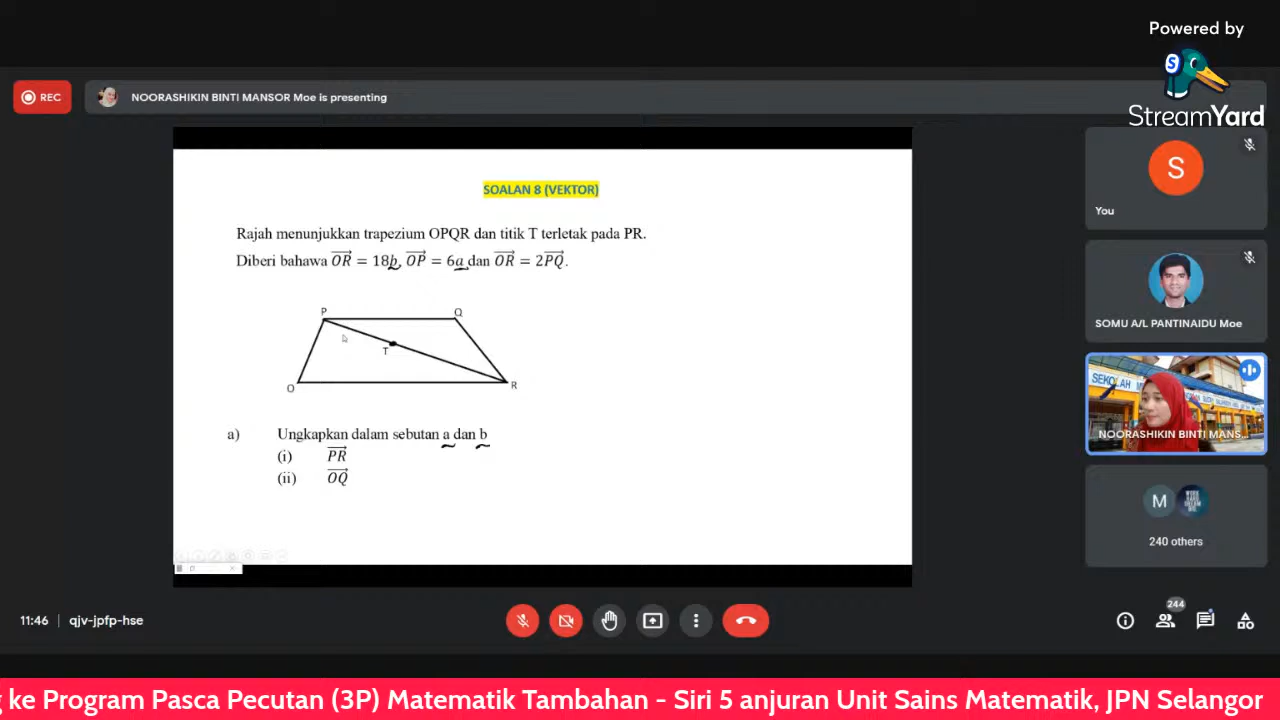 Powered by
StreamYard
REC
NOORASHIKIN BINTI MANSOR Moe is presenting
S
You
SOALAN 8 (VEKTOR)
Rajah menunjukkan trapezium OPQR dan titik T terletak pada PR.
Diberi bahawa OR = 18b, OP = 6a dan OR = 2PQ.
P
Q
T
O
R
a) Ungkapkan dalam sebutan a dan b
(i) PR
(ii) OQ
SOMU A/L PANTINAIDU Moe
SEKOLAH
NOORASHIKIN BINTI MANS...
M
240 others
11:46 | qjv-jpfp-hse
244
g ke Program Pasca Pecutan (3P) Matematik Tambahan - Siri 5 anjuran Unit Sains Matematik, JPN Selangor